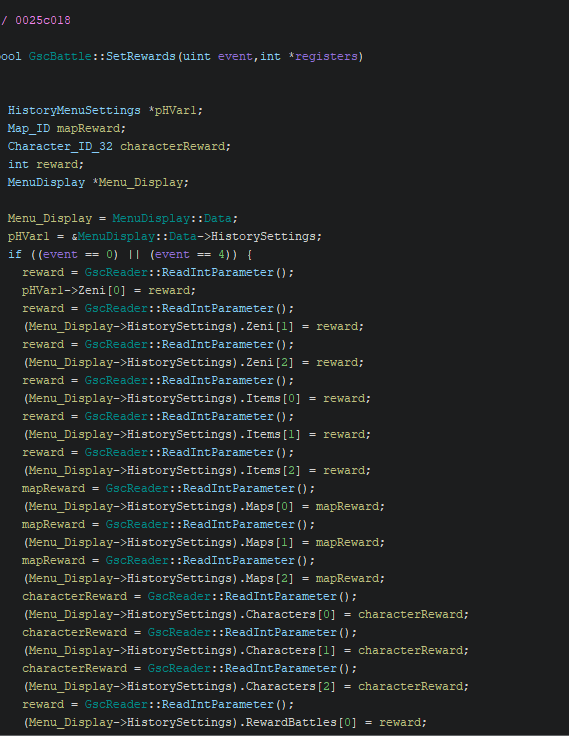 / 0025c018
ool GscBattle::SetRewards(uint event,int *registers)
HistoryMenuSettings *pHVar1;
Map_ID mapReward;
Character_ID_32 characterReward;
int reward;
MenuDisplay *Menu_Display;
Menu_Display = MenuDisplay::Data;
pHVar1 = &MenuDisplay::Data->HistorySettings;
if ((event == 0) || (event == 4)) {
reward = GscReader::ReadIntParameter();
pHVar1->Zeni[0] = reward;
reward = GscReader::ReadIntParameter();
(Menu_Display->HistorySettings).Zeni[1] = reward;
reward = GscReader::ReadIntParameter();
(Menu_Display->HistorySettings).Zeni[2] = reward;
reward = GscReader::ReadIntParameter();
(Menu_Display->HistorySettings).Items[0] = reward;
reward = GscReader::ReadIntParameter();
(Menu_Display->HistorySettings).Items[1] = reward;
reward = GscReader::ReadIntParameter();
(Menu_Display->HistorySettings).Items[2] = reward;
mapReward = GscReader::ReadIntParameter();
(Menu_Display->HistorySettings).Maps[0] = mapReward;
mapReward = GscReader::ReadIntParameter();
(Menu_Display->HistorySettings).Maps[1] = mapReward;
mapReward = GscReader::ReadIntParameter();
(Menu_Display->HistorySettings).Maps[2] = mapReward;
characterReward = GscReader::ReadIntParameter();
(Menu_Display->HistorySettings).Characters[0] = characterReward;
characterReward = GscReader::ReadIntParameter();
(Menu_Display->HistorySettings).Characters[1] = characterReward;
characterReward = GscReader::ReadIntParameter();
(Menu_Display->HistorySettings).Characters[2] = characterReward;
reward = GscReader::ReadIntParameter();
(Menu_Display->HistorySettings).RewardBattles[0] = reward;